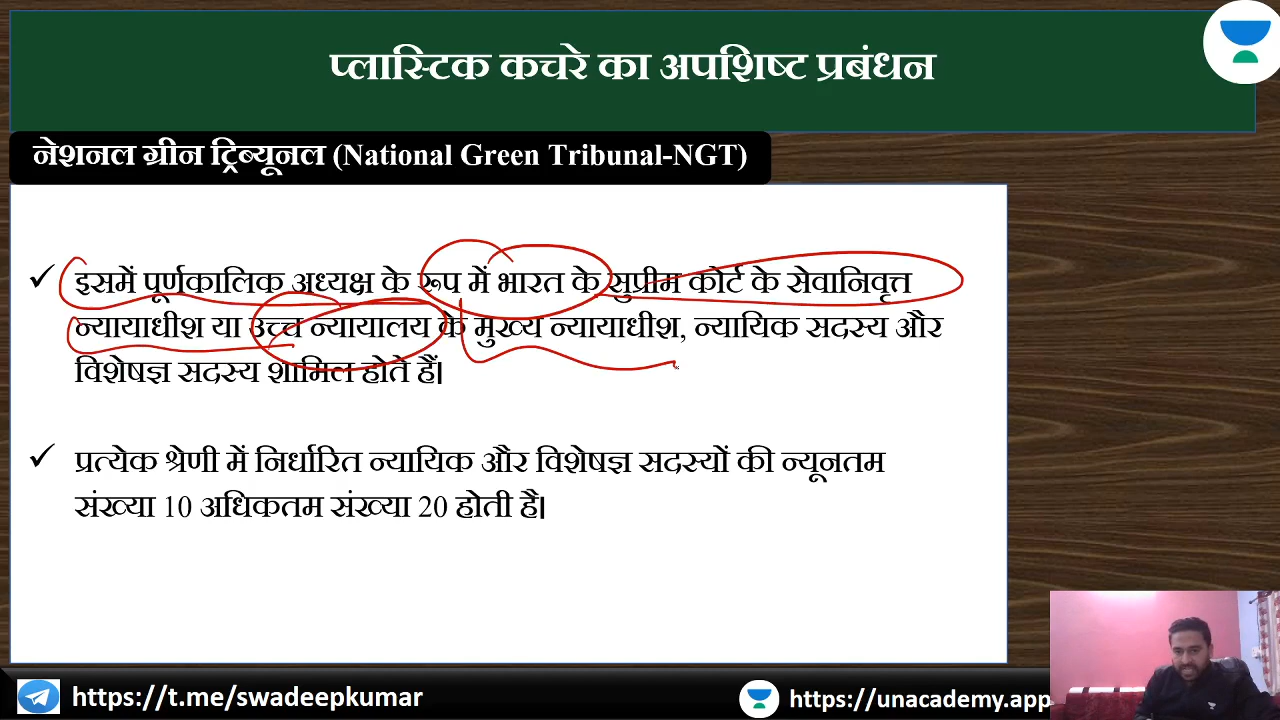 प्लास्टिक कचरे का अपशिष्ट प्रबंधन
नेशनल ग्रीन ट्रिब्यूनल (National Green Tribunal-NGT)
✓ इसमें पूर्णकालिक अध्यक्ष के रूप में भारत के सुप्रीम कोर्ट के सेवानिवृत्त
न्यायाधीश या उच्च न्यायालय के मुख्य न्यायाधीश, न्यायिक सदस्य और
विशेषज्ञ सदस्य शामिल होते हैं।
✓ प्रत्येक श्रेणी में निर्धारित न्यायिक और विशेषज्ञ सदस्यों की न्यूनतम
संख्या 10 अधिकतम संख्या 20 होती है।
https://t.me/swadeepkumar
https://unacademy.app